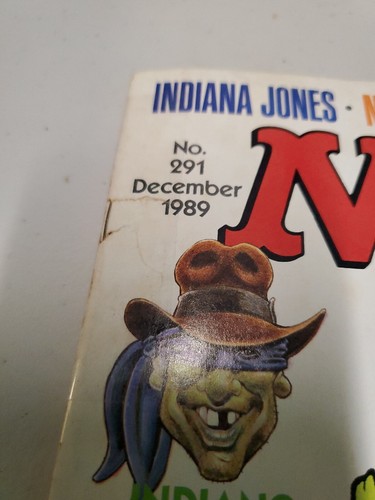 INDIANA JONES ·
No.
291
December
1989
M